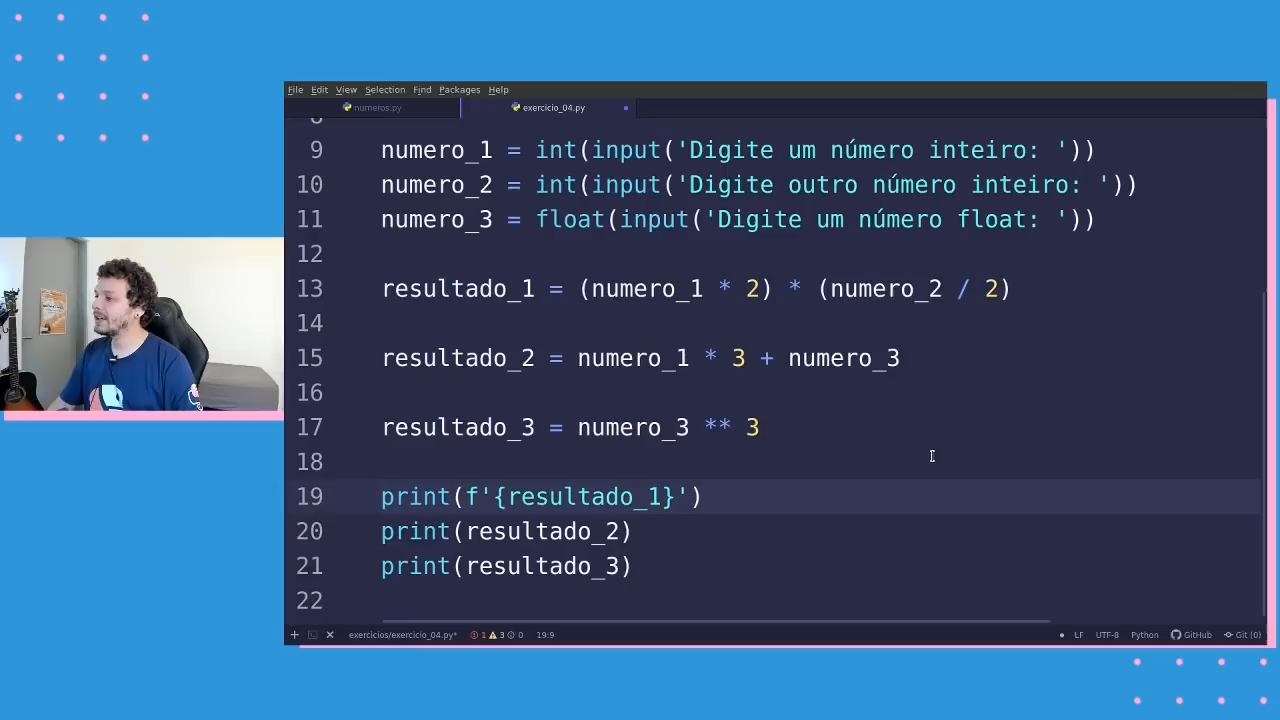 File Edit View Selection Find Packages Help
numeros.py exercicio_04.py
9 numero_1 = int(input('Digite um número inteiro: '))
10 numero_2 = int(input('Digite outro número inteiro: '))
11 numero_3 = float(input('Digite um número float: '))
12
13 resultado_1 = (numero_1 * 2) * (numero_2 / 2)
14
15 resultado_2 = numero_1 * 3 + numero_3
16
17 resultado_3 = numero_3 ** 3
18
19 print(f'{resultado_1}')
20 print(resultado_2)
21 print(resultado_3)
22
exercicios/exercicio_04.py* 1 3 0 19:9 LF UTF-8 Python GitHub Git (0)